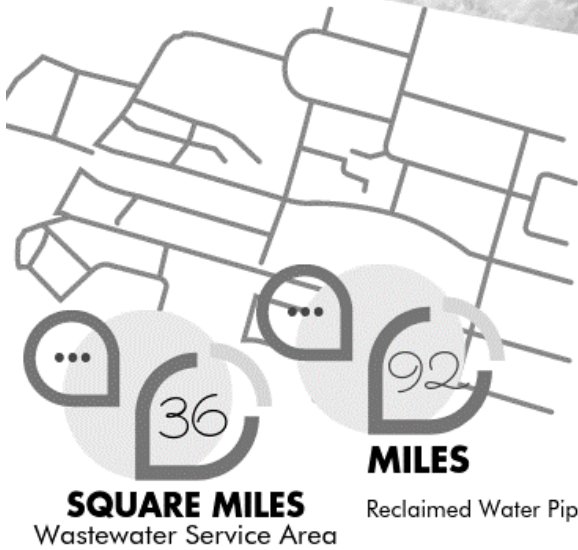 36
SQUARE MILES
Wastewater Service Area
92
MILES
Reclaimed Water Pip